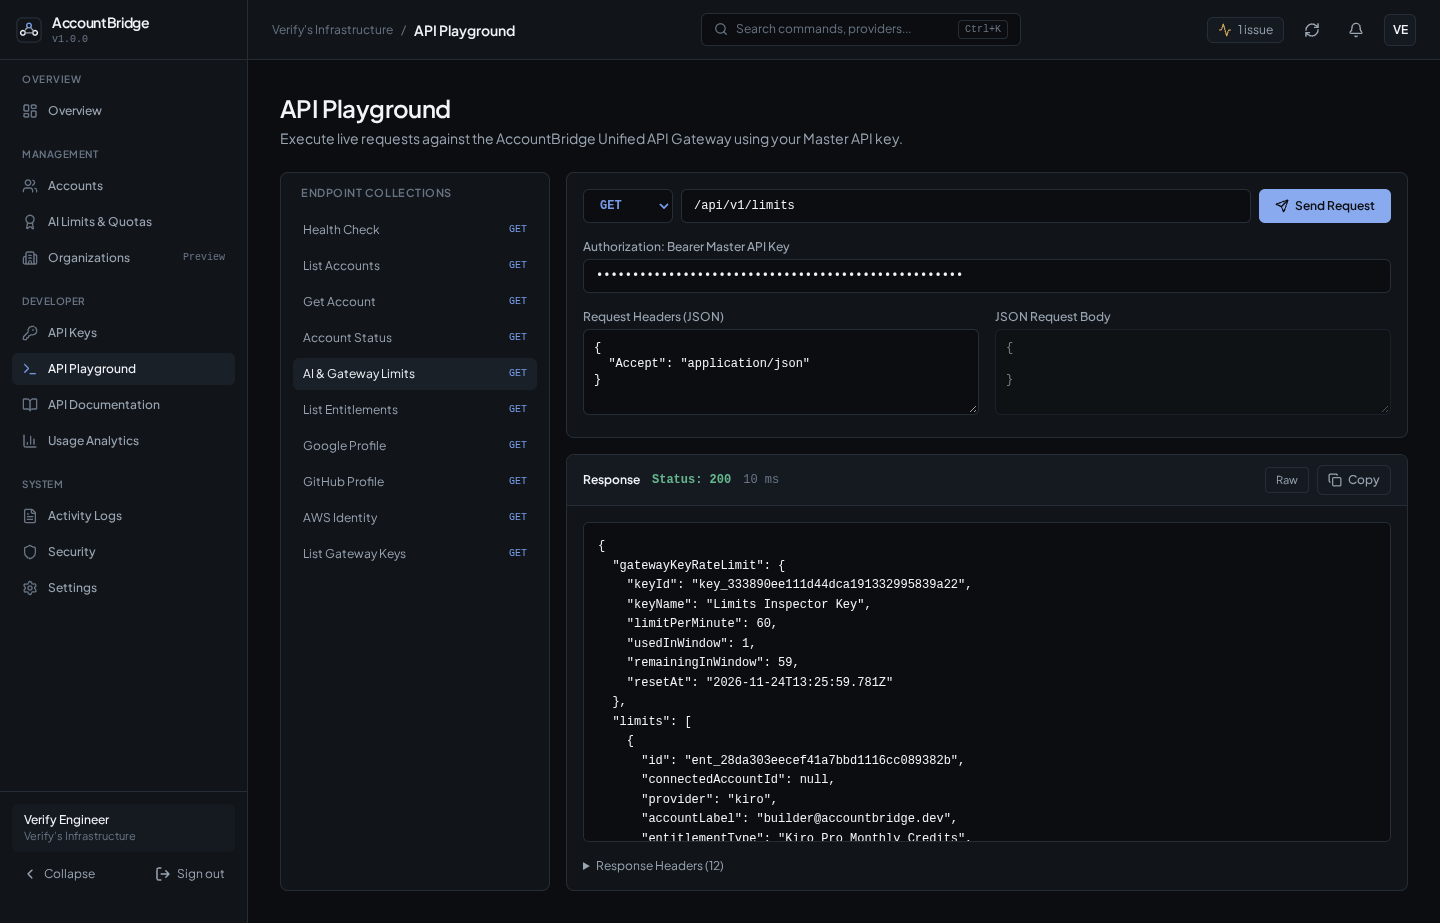 AccountBridge
v1.0.0
OVERVIEW
Overview
MANAGEMENT
Accounts
AI Limits & Quotas
Organizations Preview
DEVELOPER
API Keys
API Playground
API Documentation
Usage Analytics
SYSTEM
Activity Logs
Security
Settings
Verify Engineer
Verify's Infrastructure
Collapse Sign out
Verify's Infrastructure / API Playground
Search commands, providers... Ctrl+K
1 issue
VE
API Playground
Execute live requests against the AccountBridge Unified API Gateway using your Master API key.
ENDPOINT COLLECTIONS
Health Check GET
List Accounts GET
Get Account GET
Account Status GET
AI & Gateway Limits GET
List Entitlements GET
Google Profile GET
GitHub Profile GET
AWS Identity GET
List Gateway Keys GET
GET /api/v1/limits Send Request
Authorization: Bearer Master API Key
•••••••••••••••••••••••••••••••••••••••••••••••••••
Request Headers (JSON)
{
"Accept": "application/json"
}
JSON Request Body
{
}
Response Status: 200 10 ms Raw Copy
{
"gatewayKeyRateLimit": {
"keyId": "key_333890ee111d44dca191332995839a22",
"keyName": "Limits Inspector Key",
"limitPerMinute": 60,
"usedInWindow": 1,
"remainingInWindow": 59,
"resetAt": "2026-11-24T13:25:59.781Z"
},
"limits": [
{
"id": "ent_28da303eecef41a7bbd1116cc089382b",
"connectedAccountId": null,
"provider": "kiro",
"accountLabel": "builder@accountbridge.dev",
"entitlementType": "Kiro Pro Monthly Credits",
Response Headers (12)